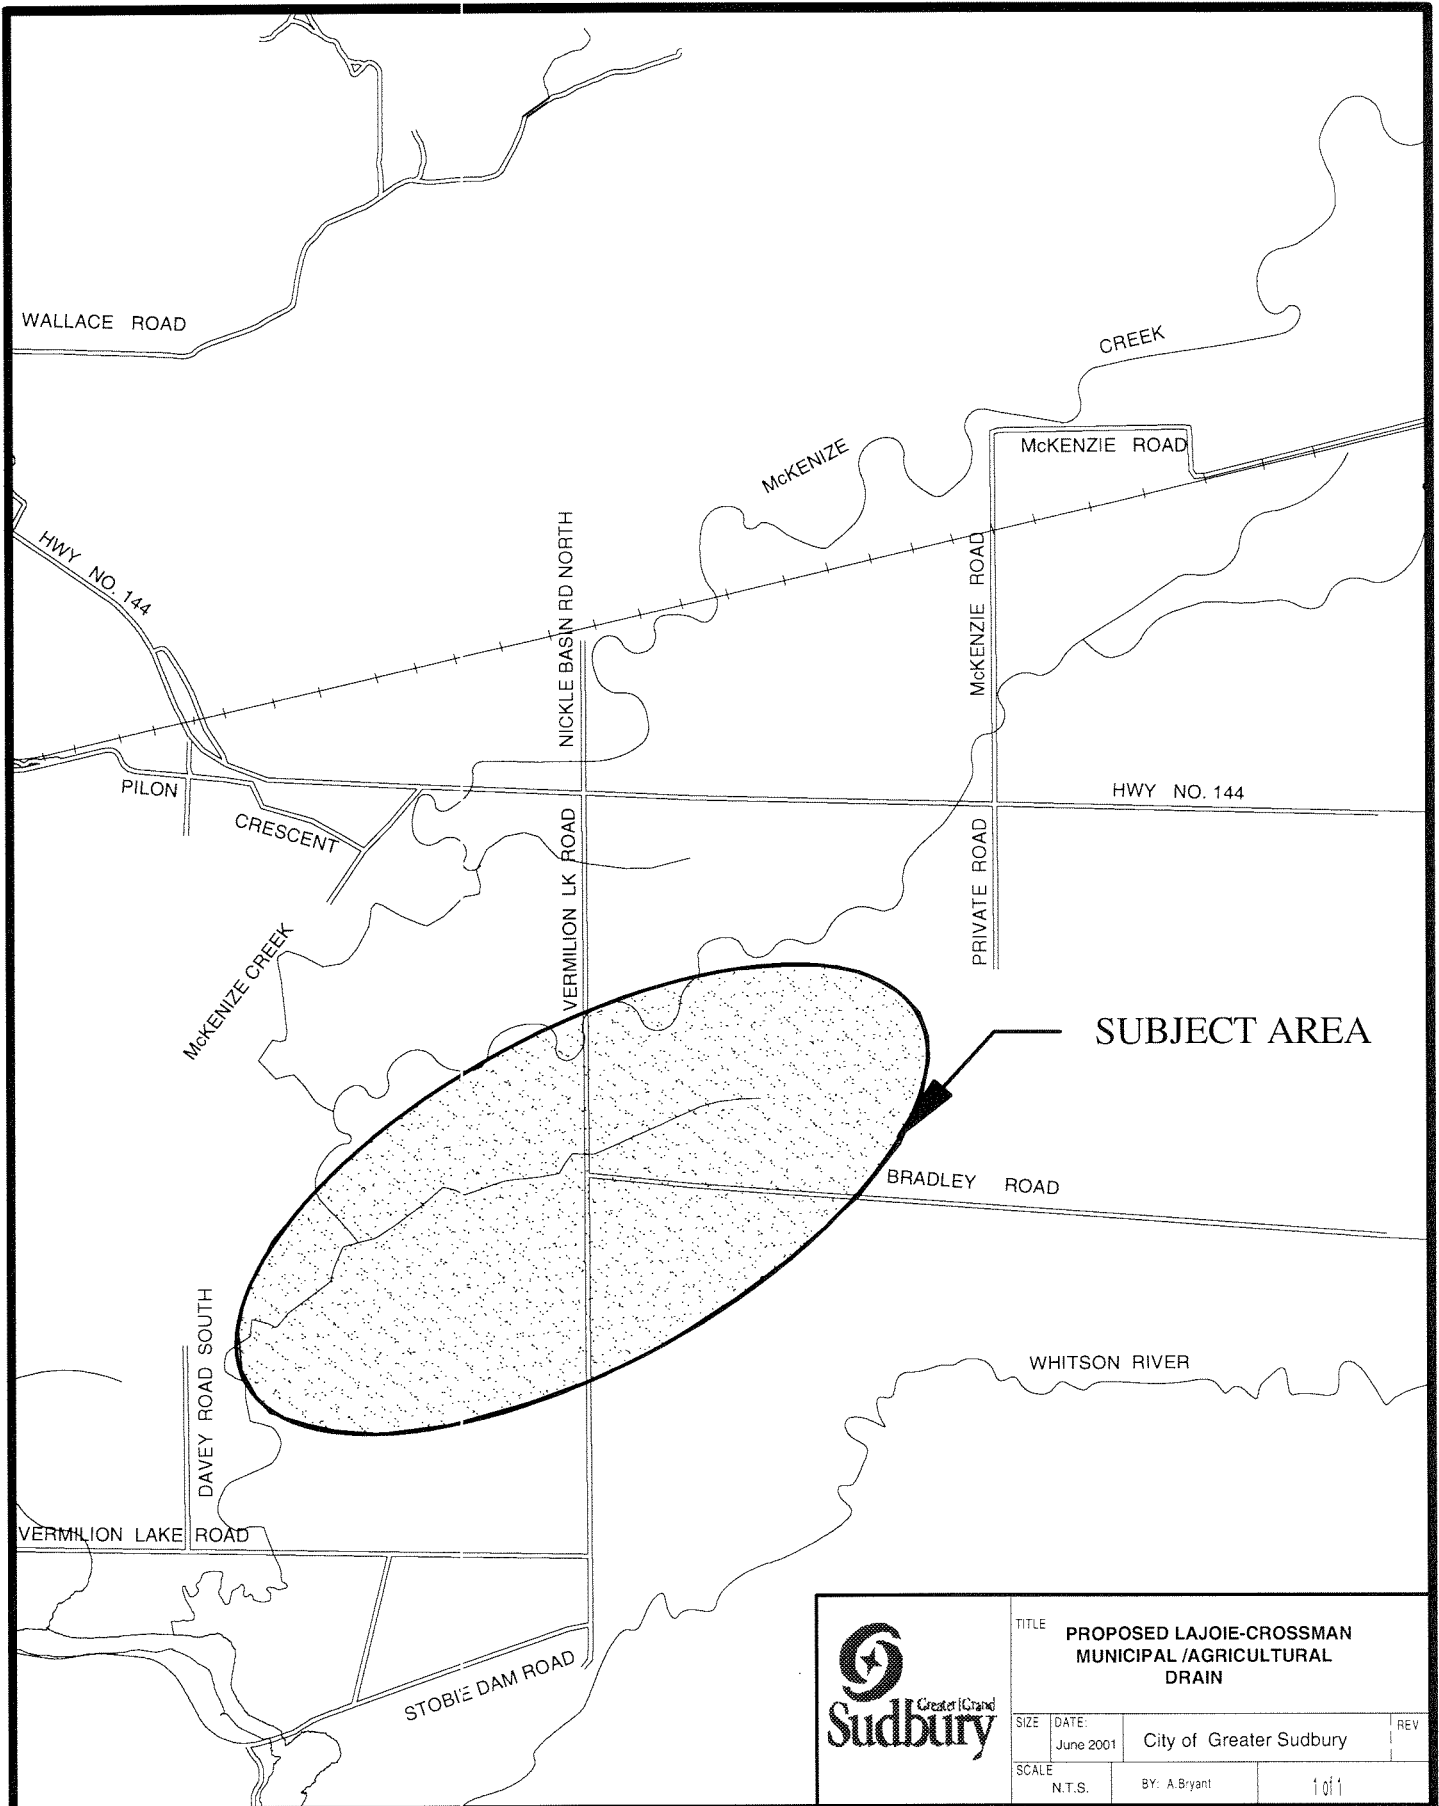 WALLACE ROAD
CREEK
McKENIZE
McKENZIE ROAD
HWY NO. 144
NICKLE BASIN RD NORTH
McKENZIE ROAD
PILON
CRESCENT
HWY NO. 144
VERMILION LK ROAD
PRIVATE ROAD
McKENIZE CREEK
SUBJECT AREA
BRADLEY ROAD
DAVEY ROAD SOUTH
WHITSON RIVER
VERMILION LAKE ROAD
STOBIE DAM ROAD
Greater|Grand
Sudbury
TITLE
PROPOSED LAJOIE-CROSSMAN
MUNICIPAL /AGRICULTURAL
DRAIN
SIZE
DATE:
June 2001
City of Greater Sudbury
REV
SCALE
N.T.S.
BY: A.Bryant
1 of 1